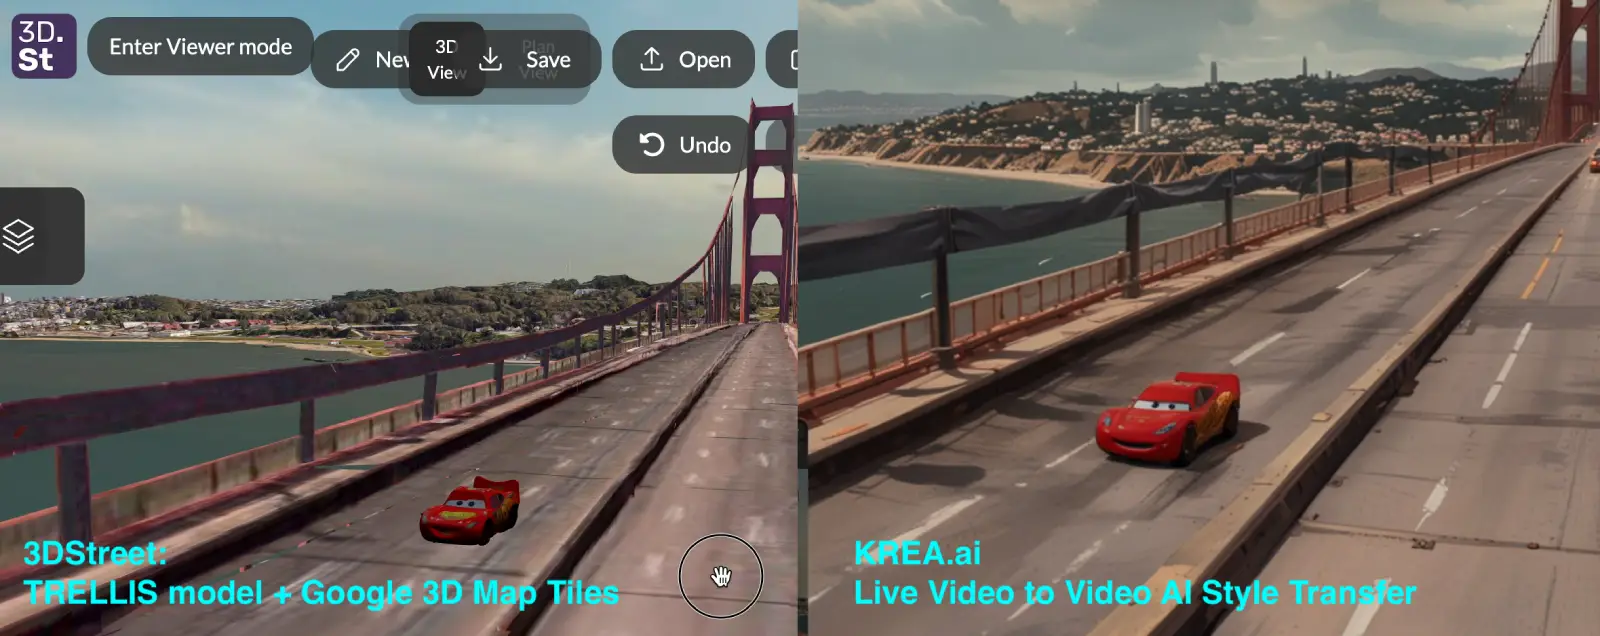 3D.
St
Enter Viewer mode
New
3D
View
Plan
View
Save
Open
Undo
3DStreet:
TRELLIS model + Google 3D Map Tiles
KREA.ai
Live Video to Video AI Style Transfer